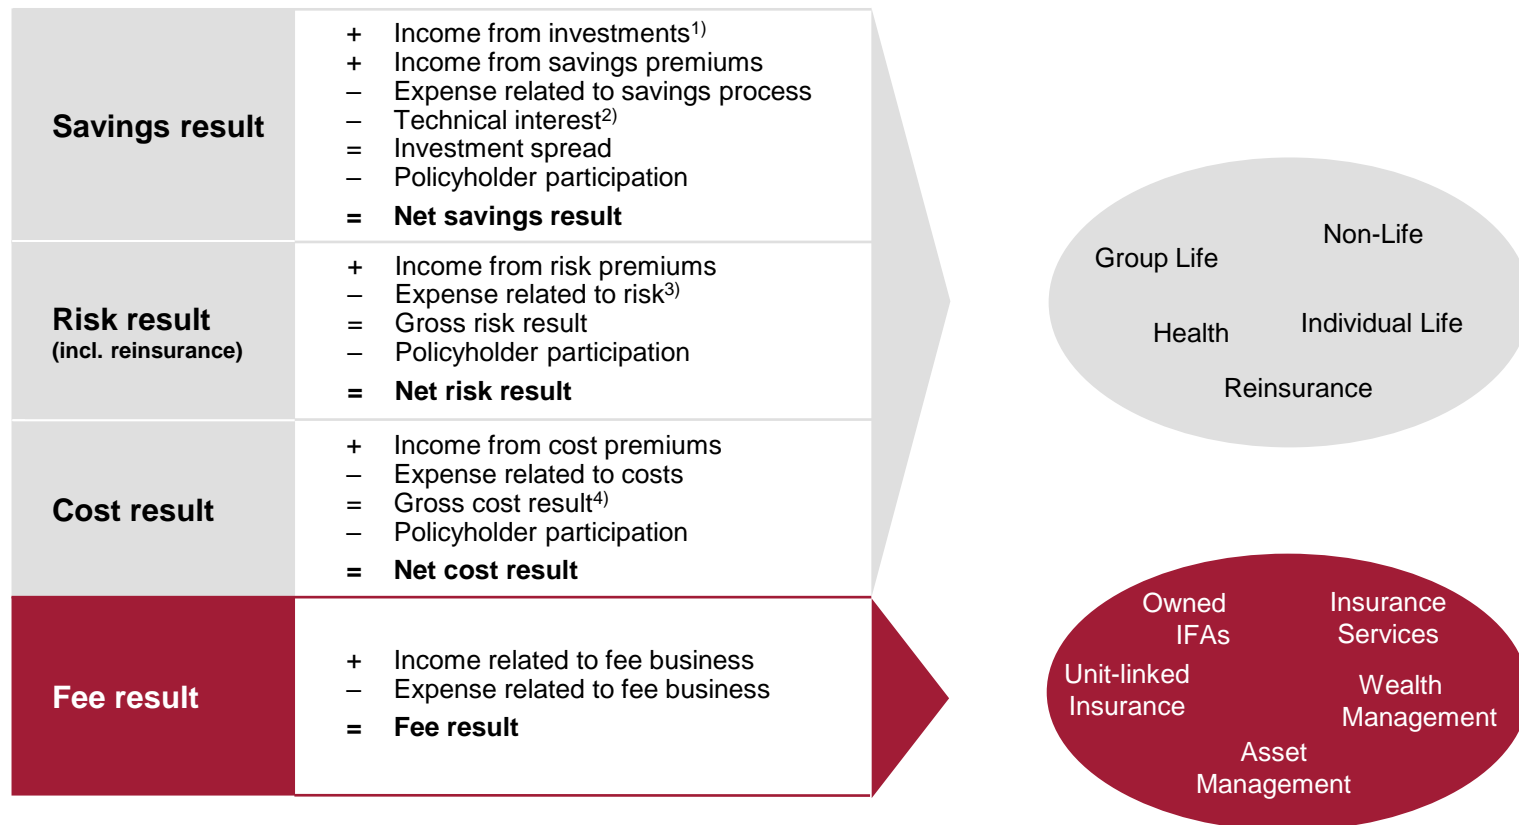 Savings result
+ Income from investments1)
+ Income from savings premiums
– Expense related to savings process
– Technical interest2)
= Investment spread
– Policyholder participation
= Net savings result
Risk result
(incl. reinsurance)
+ Income from risk premiums
– Expense related to risk3)
= Gross risk result
– Policyholder participation
= Net risk result
Cost result
+ Income from cost premiums
– Expense related to costs
= Gross cost result4)
– Policyholder participation
= Net cost result
Fee result
+ Income related to fee business
– Expense related to fee business
= Fee result
Non-Life
Group Life
Individual Life
Health
Reinsurance
Owned
IFAs
Insurance
Services
Unit-linked
Insurance
Wealth
Management
Asset
Management